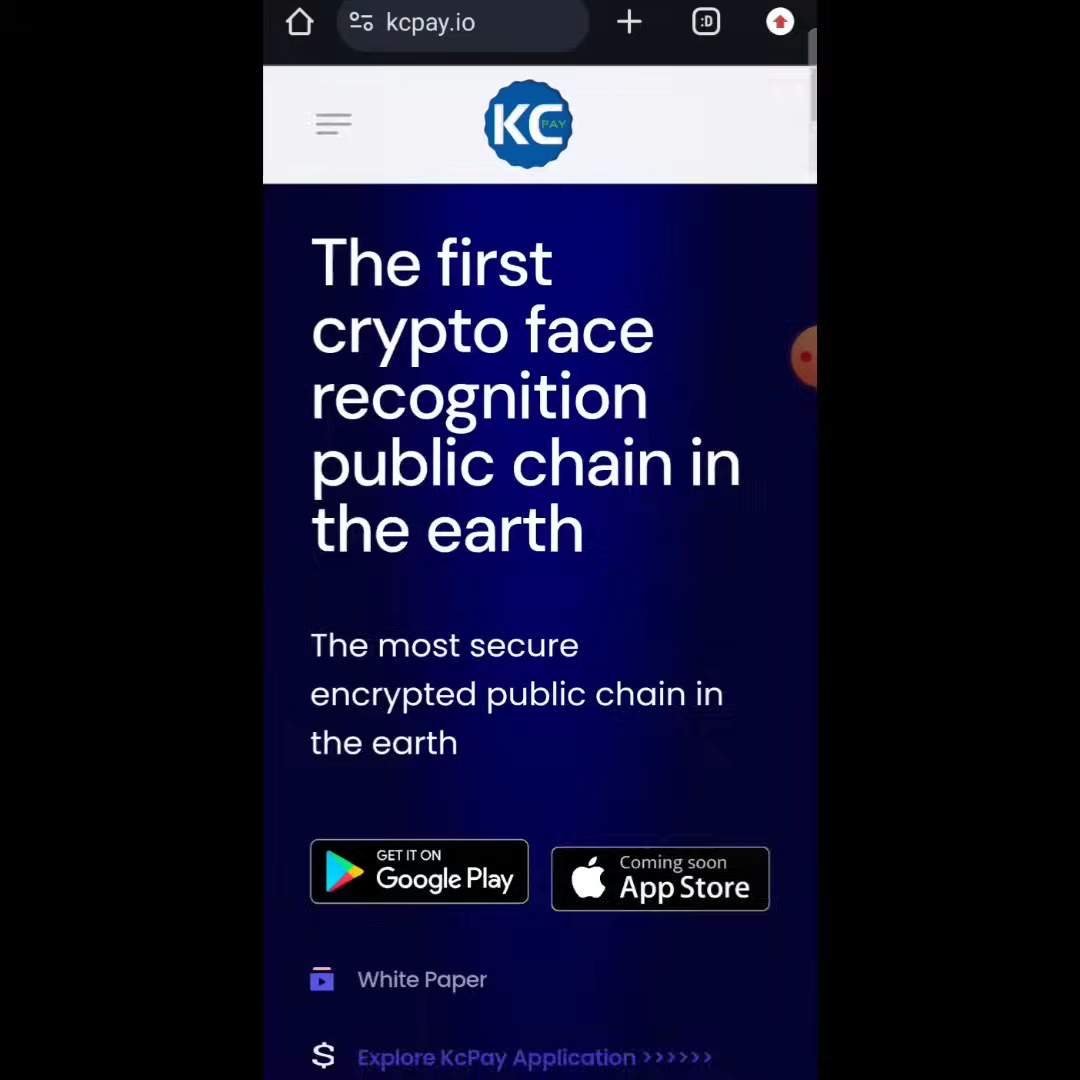 kcpay.io
:D
KC PAY
The first
crypto face
recognition
public chain in
the earth
The most secure
encrypted public chain in
the earth
GET IT ON
Google Play
Coming soon
App Store
White Paper
$ Explore KcPay Application >>>>>>